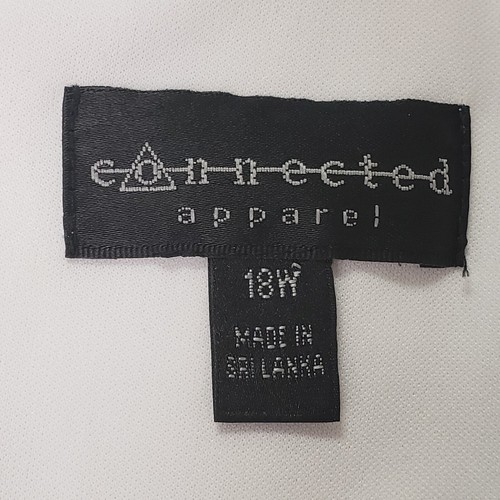 connected
apparel
18W
MADE IN
SRI LANKA